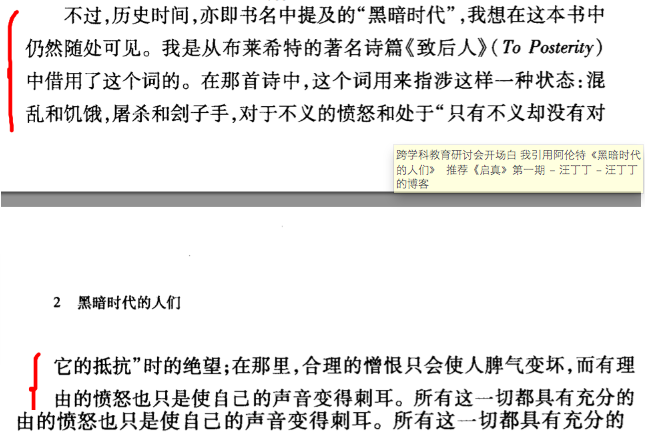 不过,历史时间,亦即书名中提及的“黑暗时代”,我想在这本书中
仍然随处可见。我是从布莱希特的著名诗篇《致后人》(To Posterity)
中借用了这个词的。在那首诗中,这个词用来指涉这样一种状态:混
乱和饥饿,屠杀和刽子手,对于不义的愤怒和处于“只有不义却没有对
跨学科教育研讨会开场白 我引用阿伦特《黑暗时代
的人们》 推荐《启真》第一期 - 汪丁丁 - 汪丁丁
的博客
2 黑暗时代的人们
它的抵抗”时的绝望;在那里,合理的憎恨只会使人脾气变坏,而有理
由的愤怒也只是使自己的声音变得刺耳。所有这一切都具有充分的
由的愤怒也只是使自己的声音变得刺耳。所有这一切都具有充分的